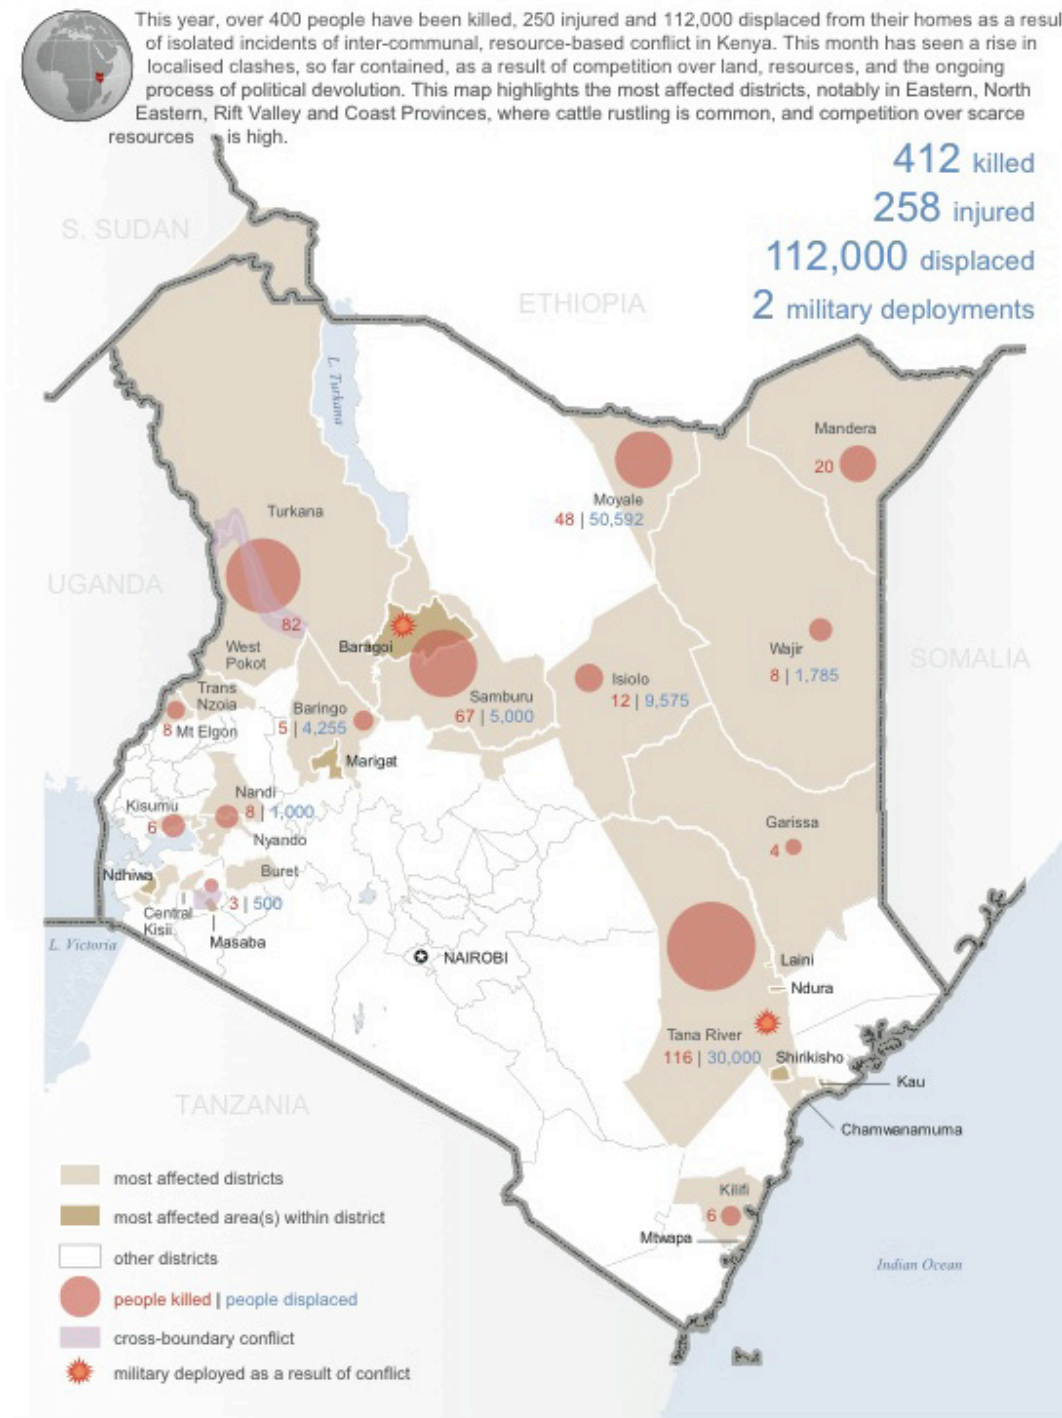 This year, over 400 people have been killed, 250 injured and 112,000 displaced from their homes as a resul
of isolated incidents of inter-communal, resource-based conflict in Kenya. This month has seen a rise in
localised clashes, so far contained, as a result of competition over land, resources, and the ongoing
process of political devolution. This map highlights the most affected districts, notably in Eastern, North
Eastern, Rift Valley and Coast Provinces, where cattle rustling is common, and competition over scarce
resources is high.
412 killed
258 injured
112,000 displaced
2 military deployments
S. SUDAN
ETHIOPIA
L. Turkana
Mandera
20
Moyale
48 | 50,592
Turkana
82
UGANDA
West
Pokot
Baragoi
Wajir
8 | 1,785
SOMALIA
Trans
Nzoia
8 Mt Elgon
Baringo
5 | 4,255
Samburu
67 | 5,000
Isiolo
12 | 9,575
Marigat
Nandi
8 | 1,000
Kisumu
6
Nyando
Garissa
4
Ndhiwa
Buret
3 | 500
Central
Kisii
Masaba
L. Victoria
NAIROBI
Laini
Ndura
Tana River
116 | 30,000
Shirikisho
Kau
Chamwanamuma
TANZANIA
Kilifi
6
Mtwapa
Indian Ocean
most affected districts
most affected area(s) within district
other districts
people killed | people displaced
cross-boundary conflict
military deployed as a result of conflict